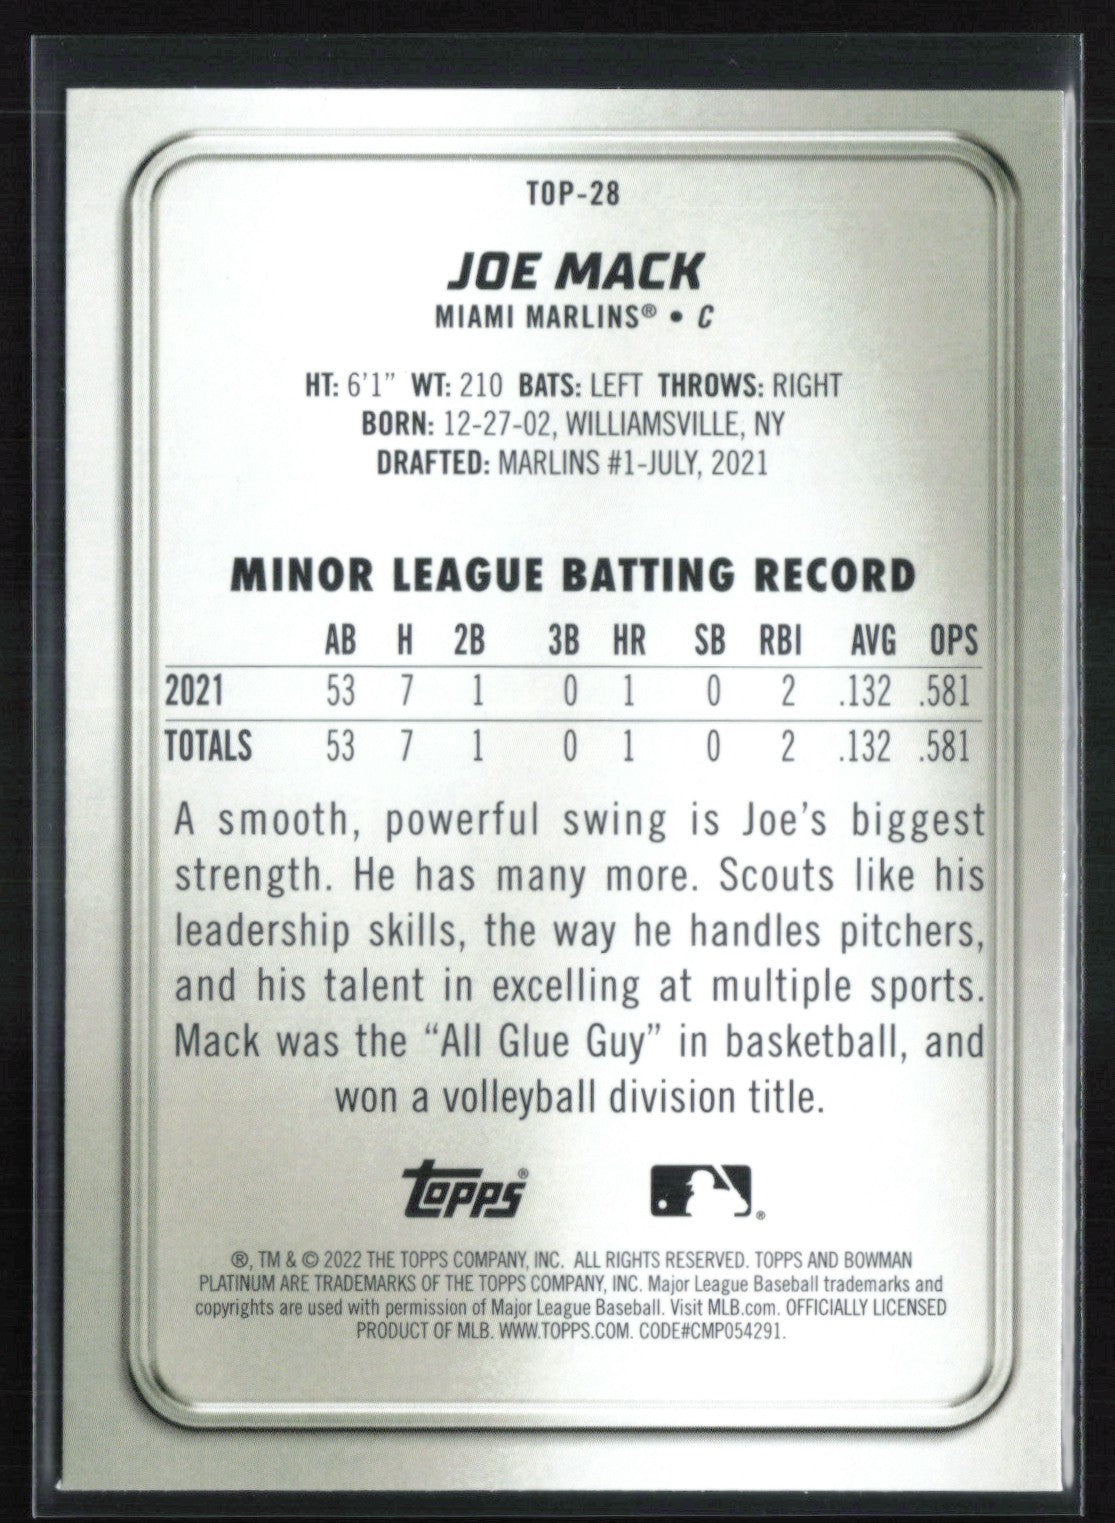 TOP-28
JOE MACK
MIAMI MARLINS® • C
HT: 6'1" WT: 210 BATS: LEFT THROWS: RIGHT
BORN: 12-27-02, WILLIAMSVILLE, NY
DRAFTED: MARLINS #1-JULY, 2021
MINOR LEAGUE BATTING RECORD
AB H 2B 3B HR SB RBI AVG OPS
2021 53 7 1 0 1 0 2 .132 .581
TOTALS 53 7 1 0 1 0 2 .132 .581
A smooth, powerful swing is Joe's biggest
strength. He has many more. Scouts like his
leadership skills, the way he handles pitchers,
and his talent in excelling at multiple sports.
Mack was the “All Glue Guy” in basketball, and
won a volleyball division title.
topps® ®
®, TM & © 2022 THE TOPPS COMPANY, INC. ALL RIGHTS RESERVED. TOPPS AND BOWMAN
PLATINUM ARE TRADEMARKS OF THE TOPPS COMPANY, INC. Major League Baseball trademarks and
copyrights are used with permission of Major League Baseball. Visit MLB.com. OFFICIALLY LICENSED
PRODUCT OF MLB. WWW.TOPPS.COM. CODE#CMP054291.